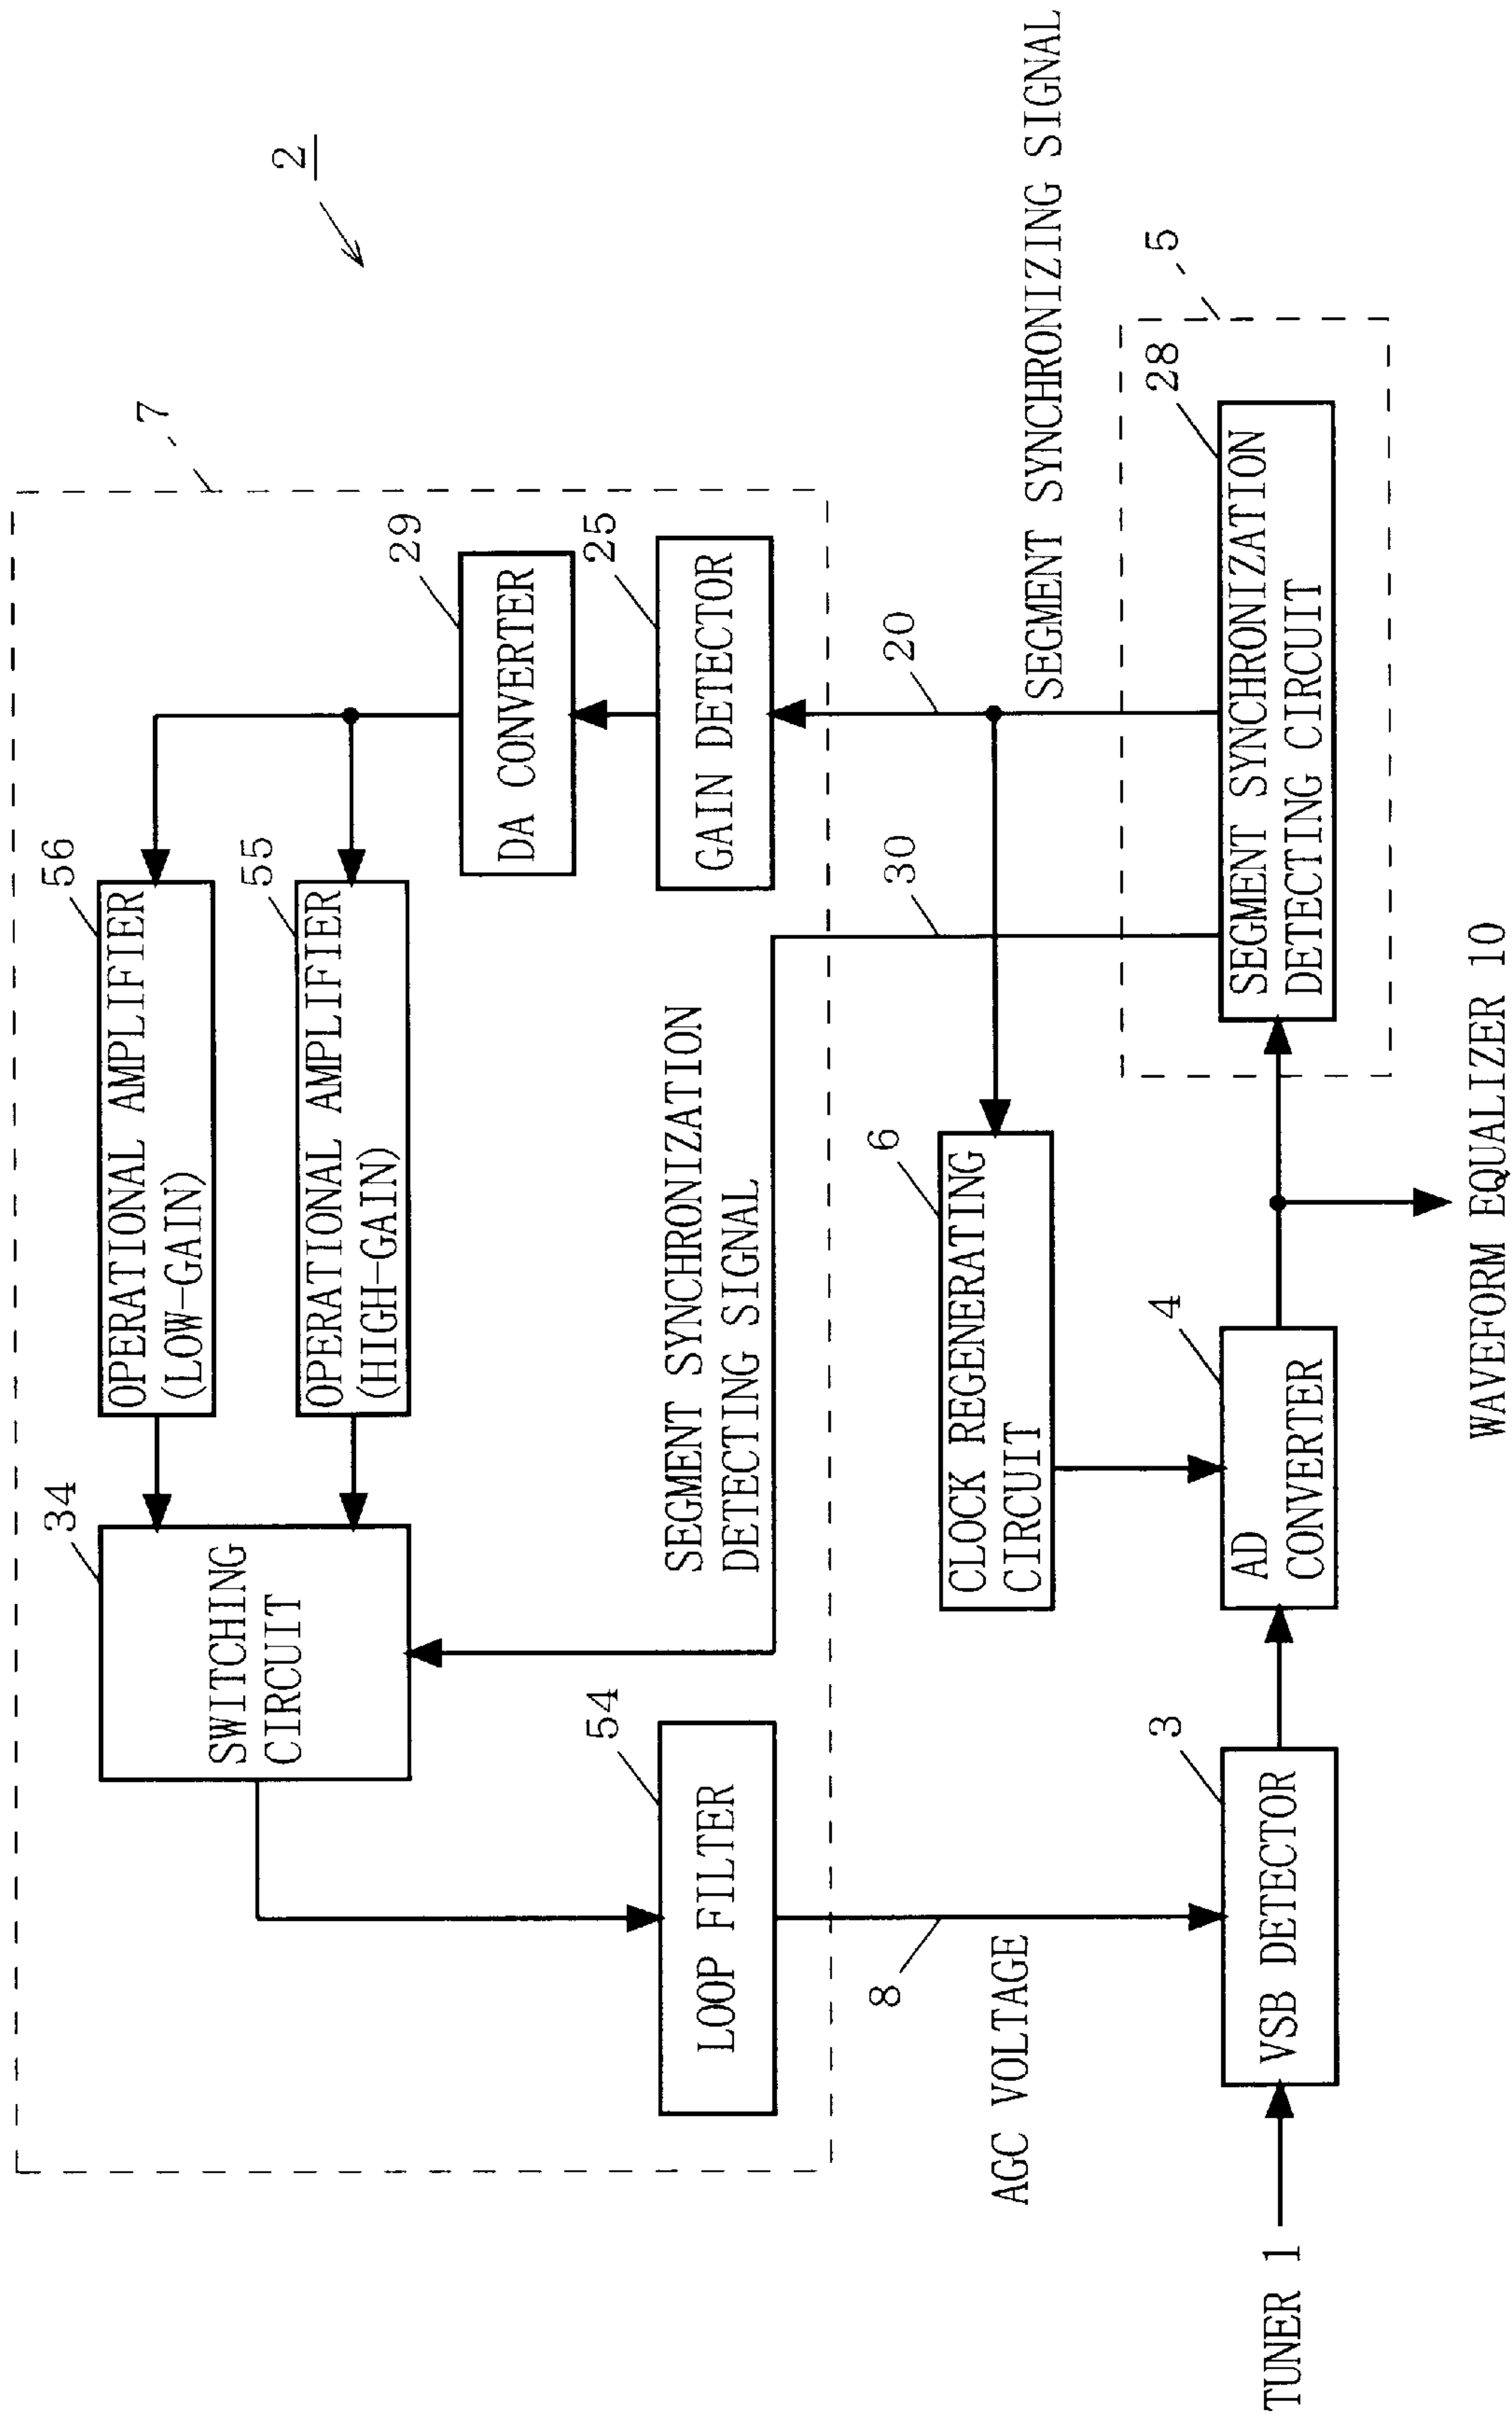 2
7
56
OPERATIONAL AMPLIFIER
(LOW-GAIN)
55
OPERATIONAL AMPLIFIER
(HIGH-GAIN)
34
SWITCHING
CIRCUIT
29
DA CONVERTER
25
GAIN DETECTOR
54
LOOP FILTER
SEGMENT SYNCHRONIZATION
DETECTING SIGNAL
30
20
SEGMENT SYNCHRONIZING SIGNAL
8
AGC VOLTAGE
6
CLOCK REGENERATING
CIRCUIT
5
28
SEGMENT SYNCHRONIZATION
DETECTING CIRCUIT
4
AD
CONVERTER
3
VSB DETECTOR
TUNER 1
WAVEFORM EQUALIZER 10